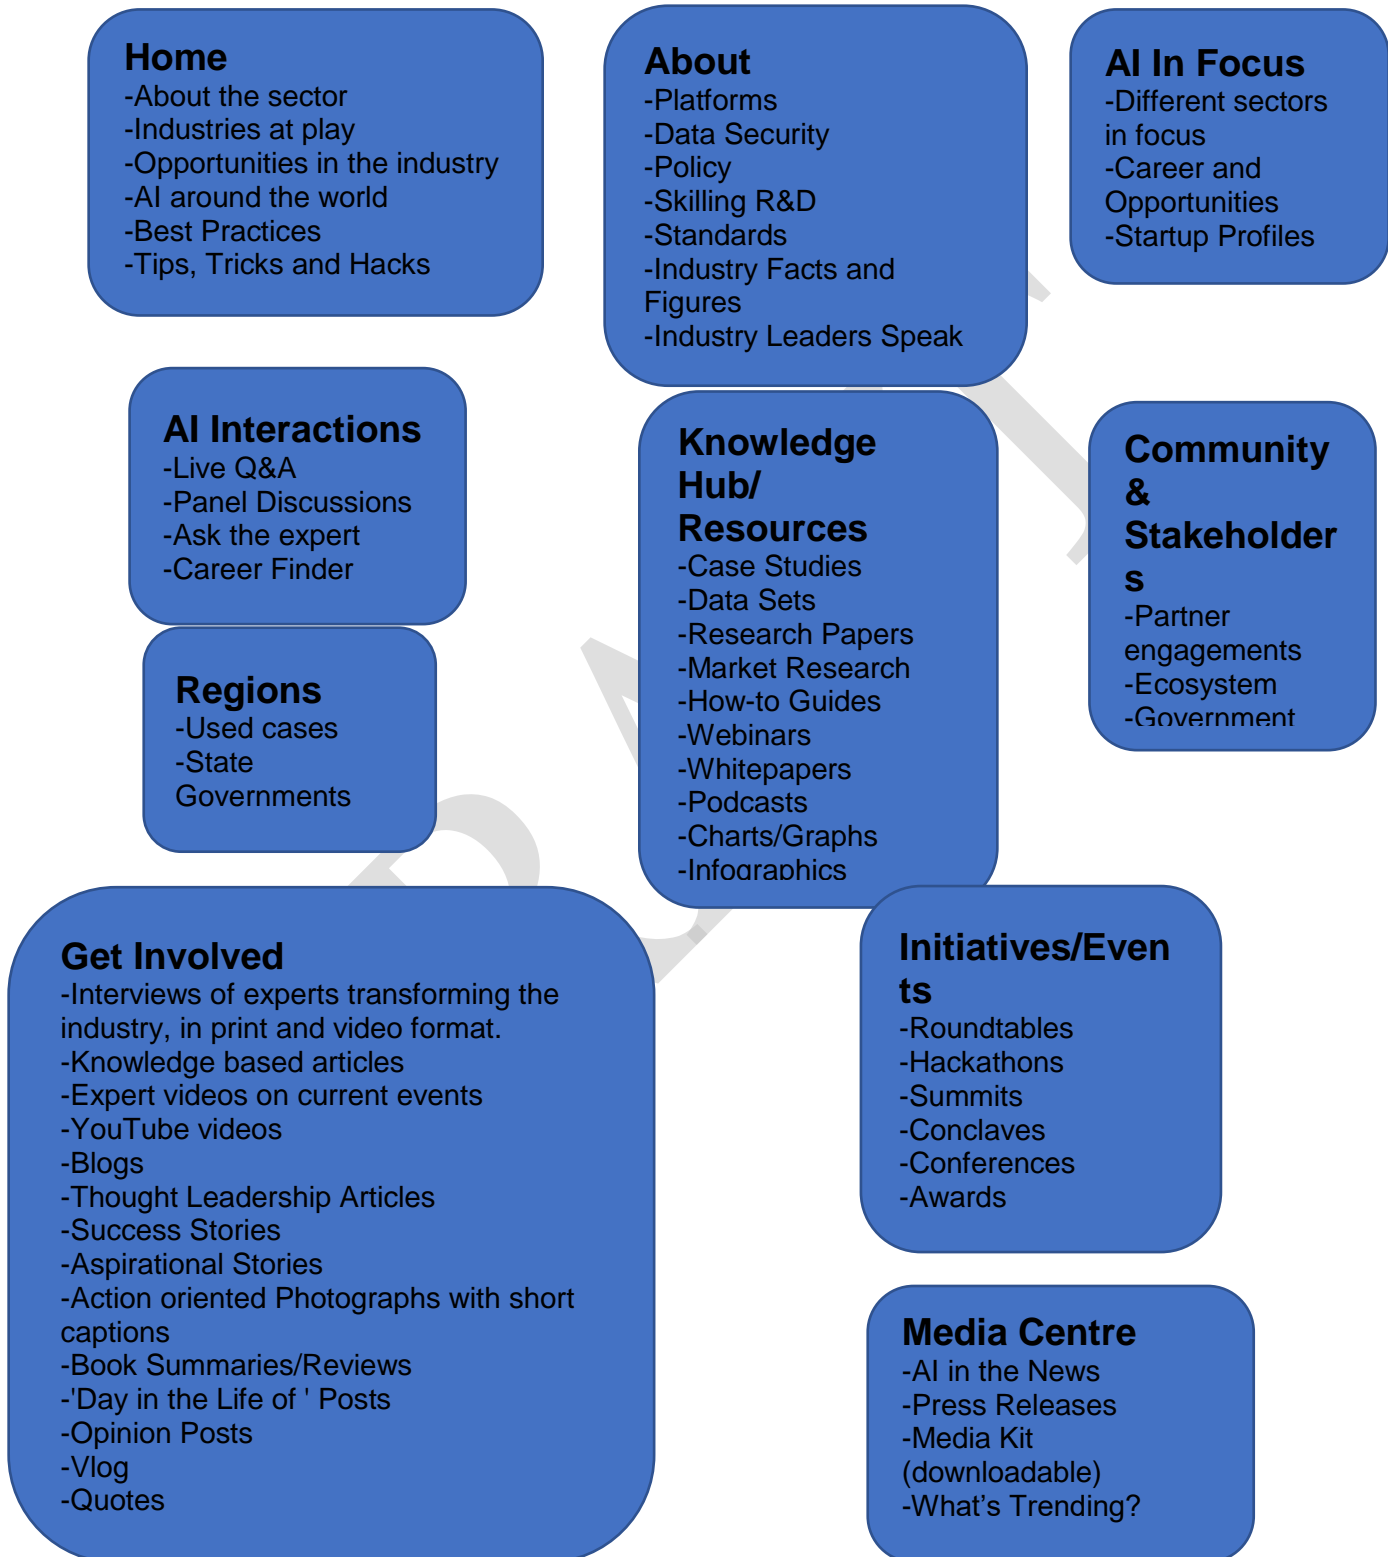 Home
-About the sector
-Industries at play
-Opportunities in the industry
-AI around the world
-Best Practices
-Tips, Tricks and Hacks
About
-Platforms
-Data Security
-Policy
-Skilling R&D
-Standards
-Industry Facts and
Figures
-Industry Leaders Speak
AI In Focus
-Different sectors
in focus
-Career and
Opportunities
-Startup Profiles
AI Interactions
-Live Q&A
-Panel Discussions
-Ask the expert
-Career Finder
Knowledge
Hub/
Resources
-Case Studies
-Data Sets
-Research Papers
-Market Research
-How-to Guides
-Webinars
-Whitepapers
-Podcasts
-Charts/Graphs
-Infographics
Community
&
Stakeholder
s
-Partner
engagements
-Ecosystem
-Government
Regions
-Used cases
-State
Governments
Get Involved
-Interviews of experts transforming the
industry, in print and video format.
-Knowledge based articles
-Expert videos on current events
-YouTube videos
-Blogs
-Thought Leadership Articles
-Success Stories
-Aspirational Stories
-Action oriented Photographs with short
captions
-Book Summaries/Reviews
-'Day in the Life of ' Posts
-Opinion Posts
-Vlog
-Quotes
Initiatives/Even
ts
-Roundtables
-Hackathons
-Summits
-Conclaves
-Conferences
-Awards
Media Centre
-AI in the News
-Press Releases
-Media Kit
(downloadable)
-What’s Trending?